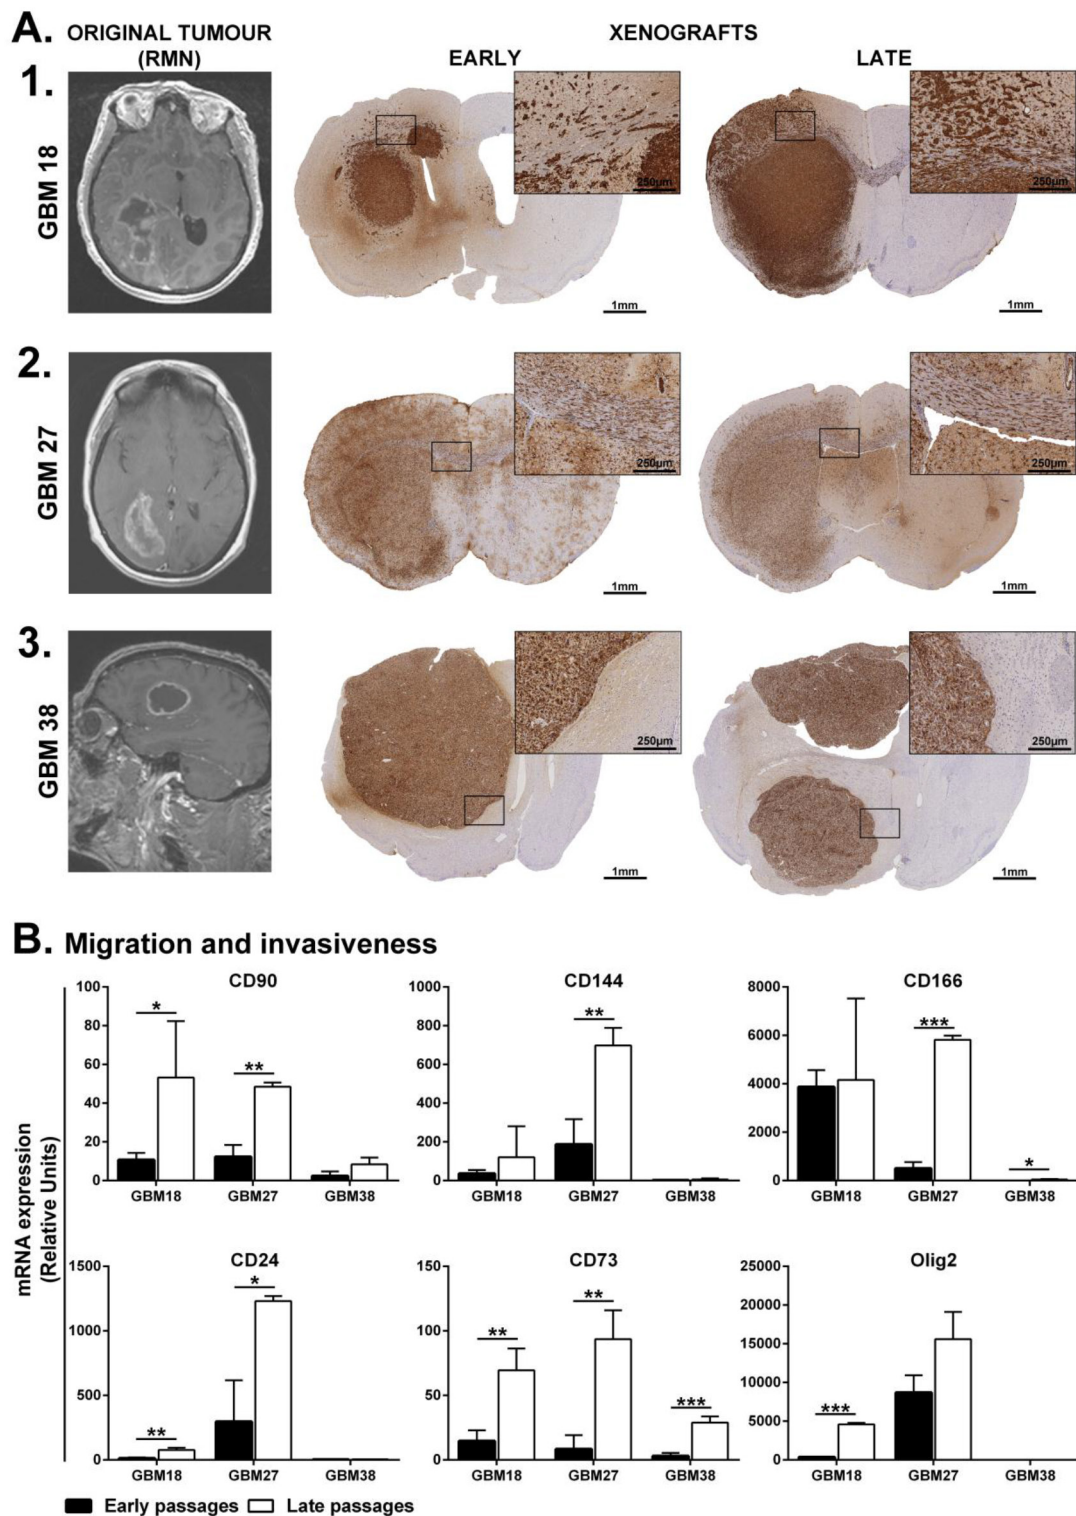 A.
ORIGINAL TUMOUR
(RMN)
XENOGRAFTS
EARLY
LATE
1.
GBM 18
250µm
1mm
250µm
1mm
2.
GBM 27
250µm
1mm
250µm
1mm
3.
GBM 38
250µm
1mm
250µm
1mm
B. Migration and invasiveness
mRNA expression
(Relative Units)
CD90
100
80
60
40
20
0
*
**
GBM18 GBM27 GBM38
CD144
1000
800
600
400
200
0
**
GBM18 GBM27 GBM38
CD166
8000
6000
4000
2000
0
***
*
GBM18 GBM27 GBM38
CD24
1500
1000
500
0
**
*
GBM18 GBM27 GBM38
CD73
150
100
50
0
**
**
***
GBM18 GBM27 GBM38
Olig2
25000
20000
15000
10000
5000
0
***
GBM18 GBM27 GBM38
Early passages Late passages